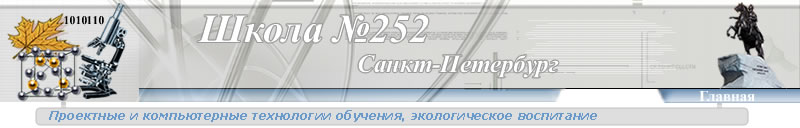 1010110
Школа №252
Санкт-Петербург
Главная
Проектные и компьютерные технологии обучения, экологическое воспитание